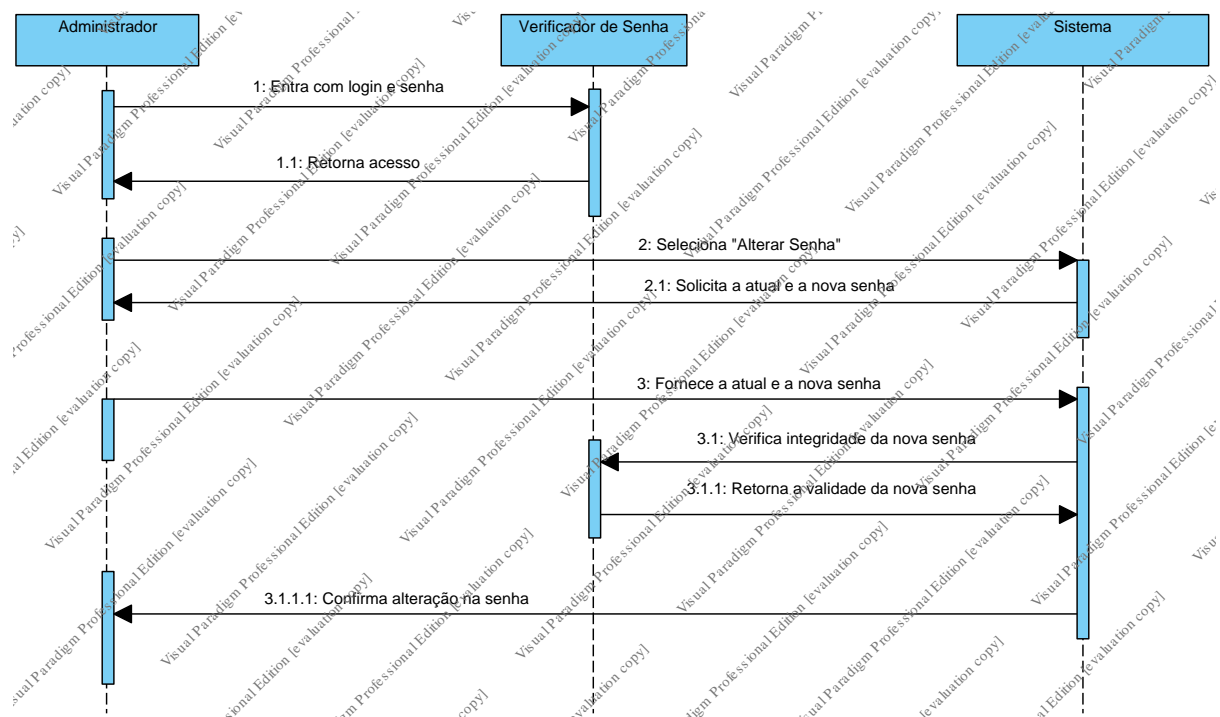 Administrador
Verificador de Senha
Sistema
1: Entra com login e senha
1.1: Retorna acesso
2: Seleciona "Alterar Senha"
2.1: Solicita a atual e a nova senha
3: Fornece a atual e a nova senha
3.1: Verifica integridade da nova senha
3.1.1: Retorna a validade da nova senha
3.1.1.1: Confirma alteração na senha
Visual Paradigm Professional Edition [evaluation copy]